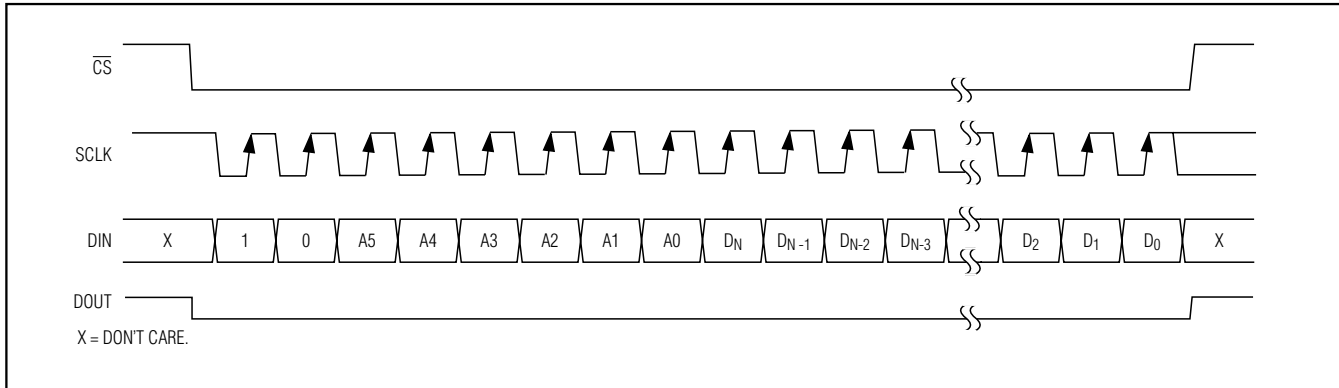 CS
SCLK
DIN X 1 0 A5 A4 A3 A2 A1 A0 DN DN-1 DN-2 DN-3 D2 D1 D0 X
DOUT
X = DON'T CARE.